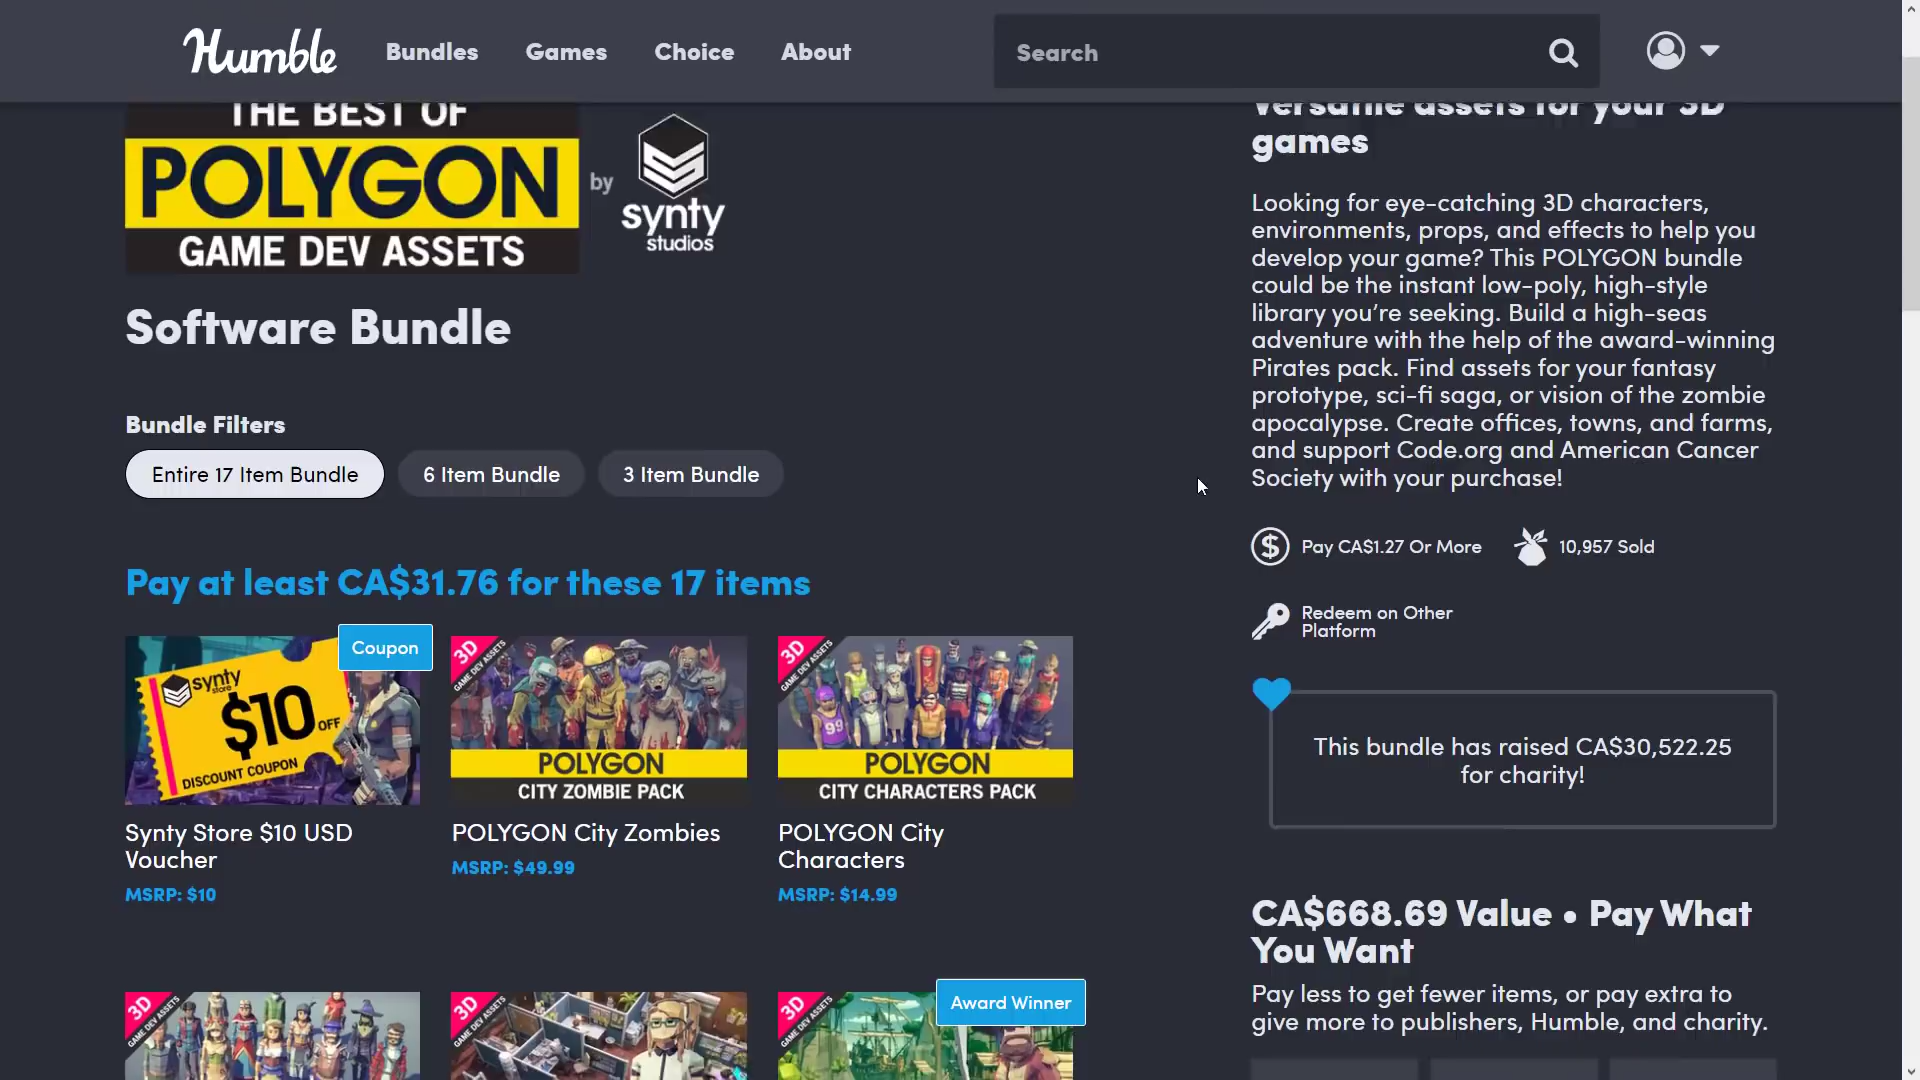 Humble
Bundles
Games
Choice
About
Search
THE BEST OF
POLYGON
GAME DEV ASSETS
by
synty
studios
Software Bundle
Bundle Filters
Entire 17 Item Bundle
6 Item Bundle
3 Item Bundle
Pay at least CA$31.76 for these 17 items
Coupon
synty
store
$10 OFF
DISCOUNT COUPON
Synty Store $10 USD
Voucher
MSRP: $10
3D
GAME DEV ASSETS
POLYGON
CITY ZOMBIE PACK
POLYGON City Zombies
MSRP: $49.99
3D
GAME DEV ASSETS
99
POLYGON
CITY CHARACTERS PACK
POLYGON City
Characters
MSRP: $14.99
3D
GAME DEV ASSETS
3D
GAME DEV ASSETS
3D
GAME DEV ASSETS
Award Winner
Versatile assets for your 3D
games
Looking for eye-catching 3D characters,
environments, props, and effects to help you
develop your game? This POLYGON bundle
could be the instant low-poly, high-style
library you’re seeking. Build a high-seas
adventure with the help of the award-winning
Pirates pack. Find assets for your fantasy
prototype, sci-fi saga, or vision of the zombie
apocalypse. Create offices, towns, and farms,
and support Code.org and American Cancer
Society with your purchase!
Pay CA$1.27 Or More
10,957 Sold
Redeem on Other
Platform
This bundle has raised CA$30,522.25
for charity!
CA$668.69 Value • Pay What
You Want
Pay less to get fewer items, or pay extra to
give more to publishers, Humble, and charity.